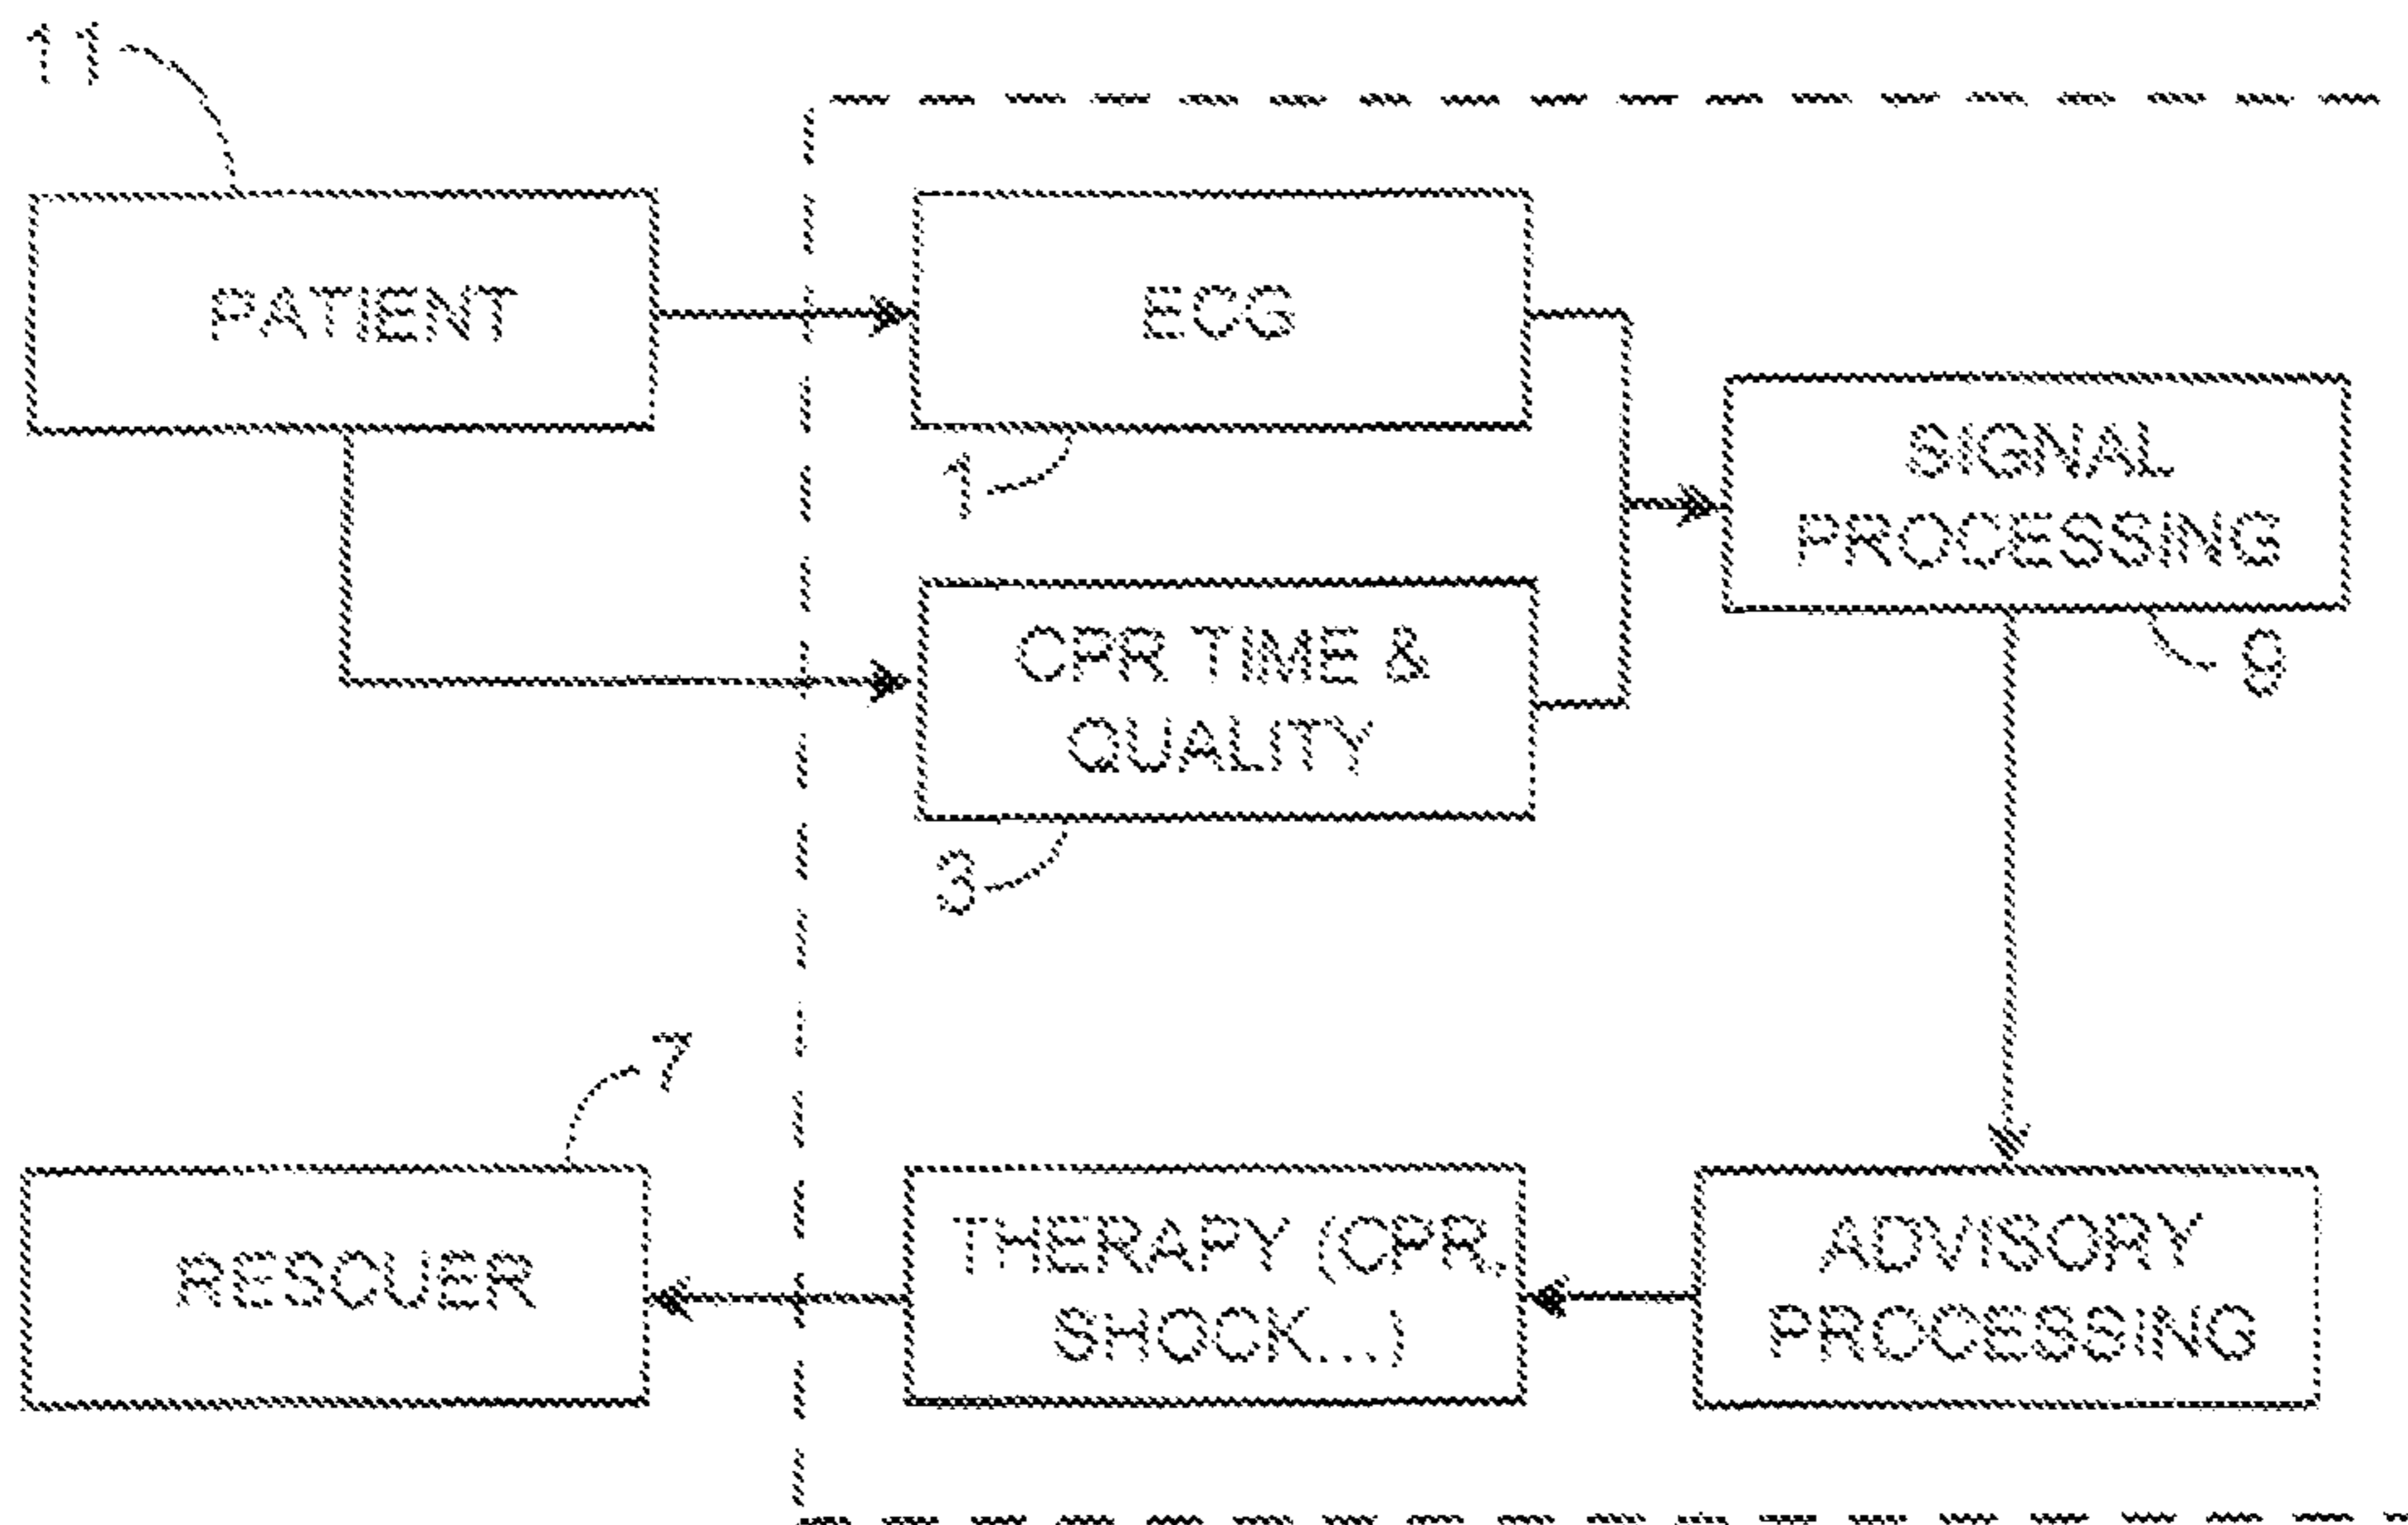 11
PATIENT
ECG
1
SIGNAL
PROCESSING
9
CPR TIME &
QUALITY
3
7
RESCUER
THERAPY (CPR,
SHOCK...)
ADVISORY
PROCESSING